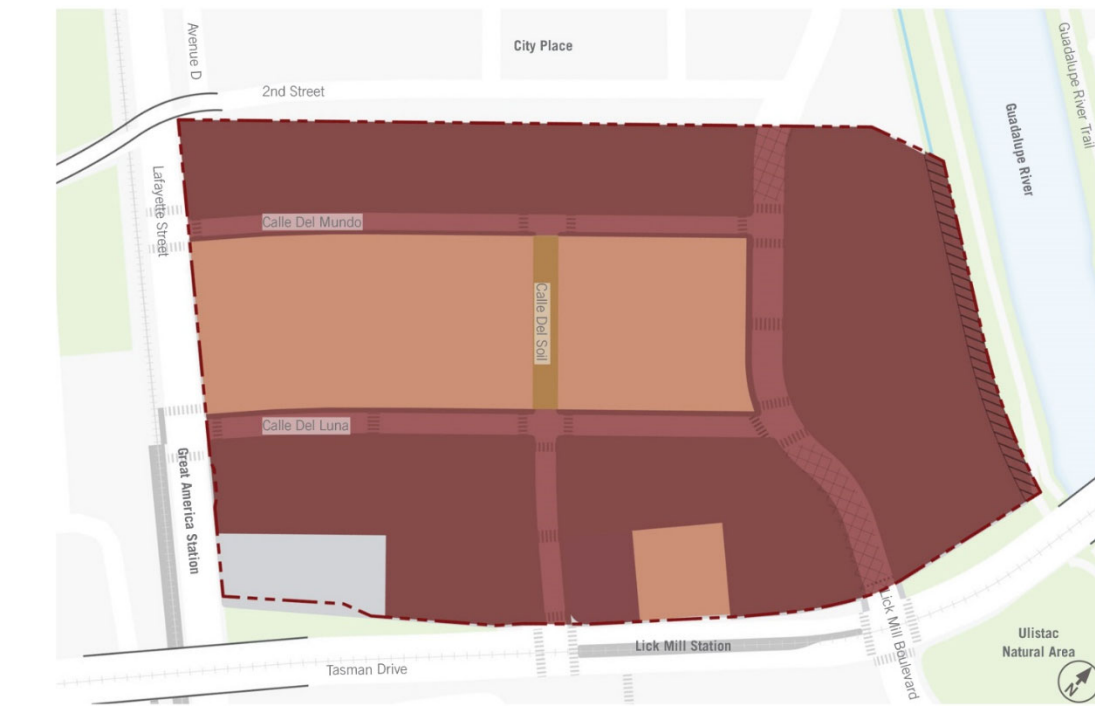 City Place
Avenue D
2nd Street
Guadalupe River Trail
Guadalupe River
Lafayette Street
Calle Del Mundo
Calle Del Soil
Calle Del Luna
Great America Station
Lick Mill Station
Lick Mill Boulevard
Tasman Drive
Ulistac
Natural Area
N